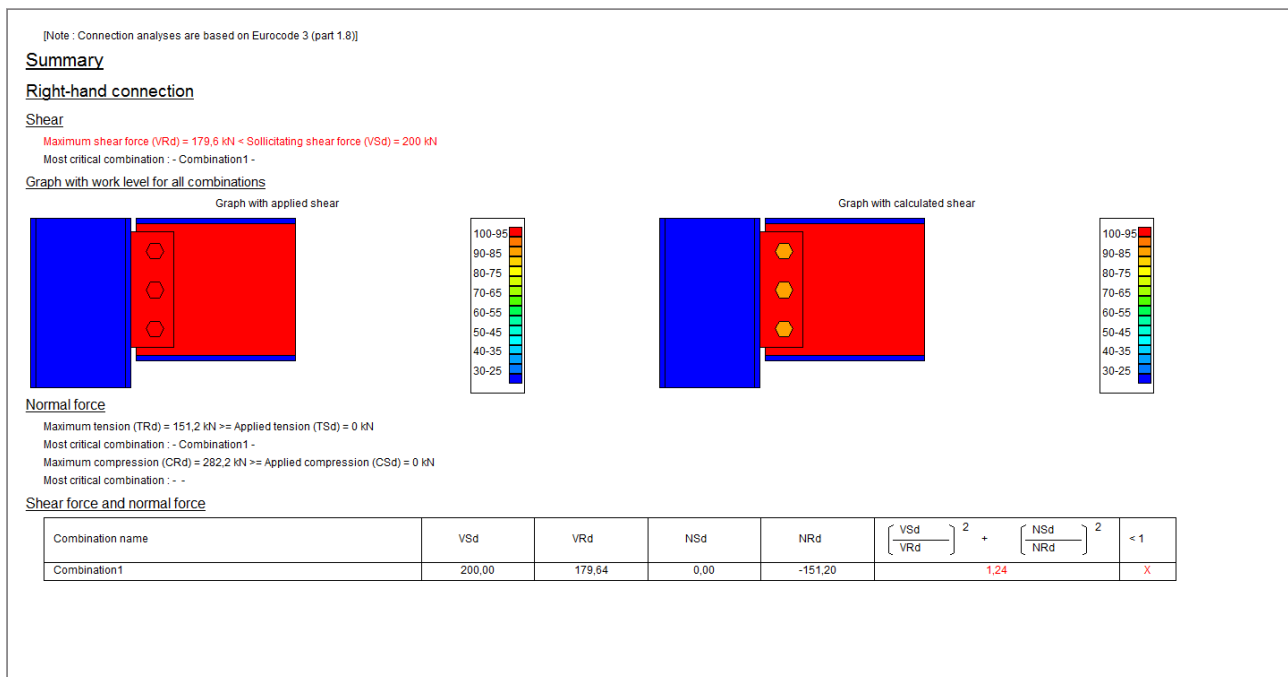 [Note : Connection analyses are based on Eurocode 3 (part 1.8)]
Summary
Right-hand connection
Shear
Maximum shear force (VRd) = 179,6 kN < Sollicitating shear force (VSd) = 200 kN
Most critical combination : - Combination1 -
Graph with work level for all combinations
Graph with applied shear
100-95
90-85
80-75
70-65
60-55
50-45
40-35
30-25
Graph with calculated shear
100-95
90-85
80-75
70-65
60-55
50-45
40-35
30-25
Normal force
Maximum tension (TRd) = 151,2 kN >= Applied tension (TSd) = 0 kN
Most critical combination : - Combination1 -
Maximum compression (CRd) = 282,2 kN >= Applied compression (CSd) = 0 kN
Most critical combination : - -
Shear force and normal force
Combination name VSd VRd NSd NRd (VSd/VRd)2 + (NSd/NRd)2 < 1
Combination1 200,00 179,64 0,00 -151,20 1,24 X